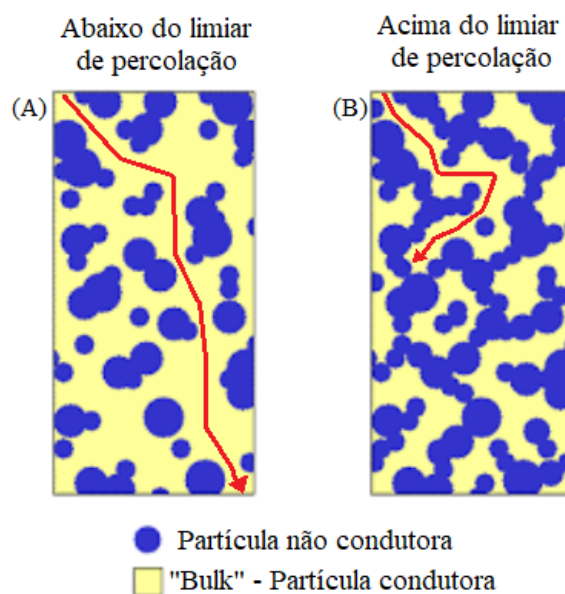 Abaixo do limiar
de percolação
Acima do limiar
de percolação
(A)
(B)
Partícula não condutora
"Bulk" - Partícula condutora